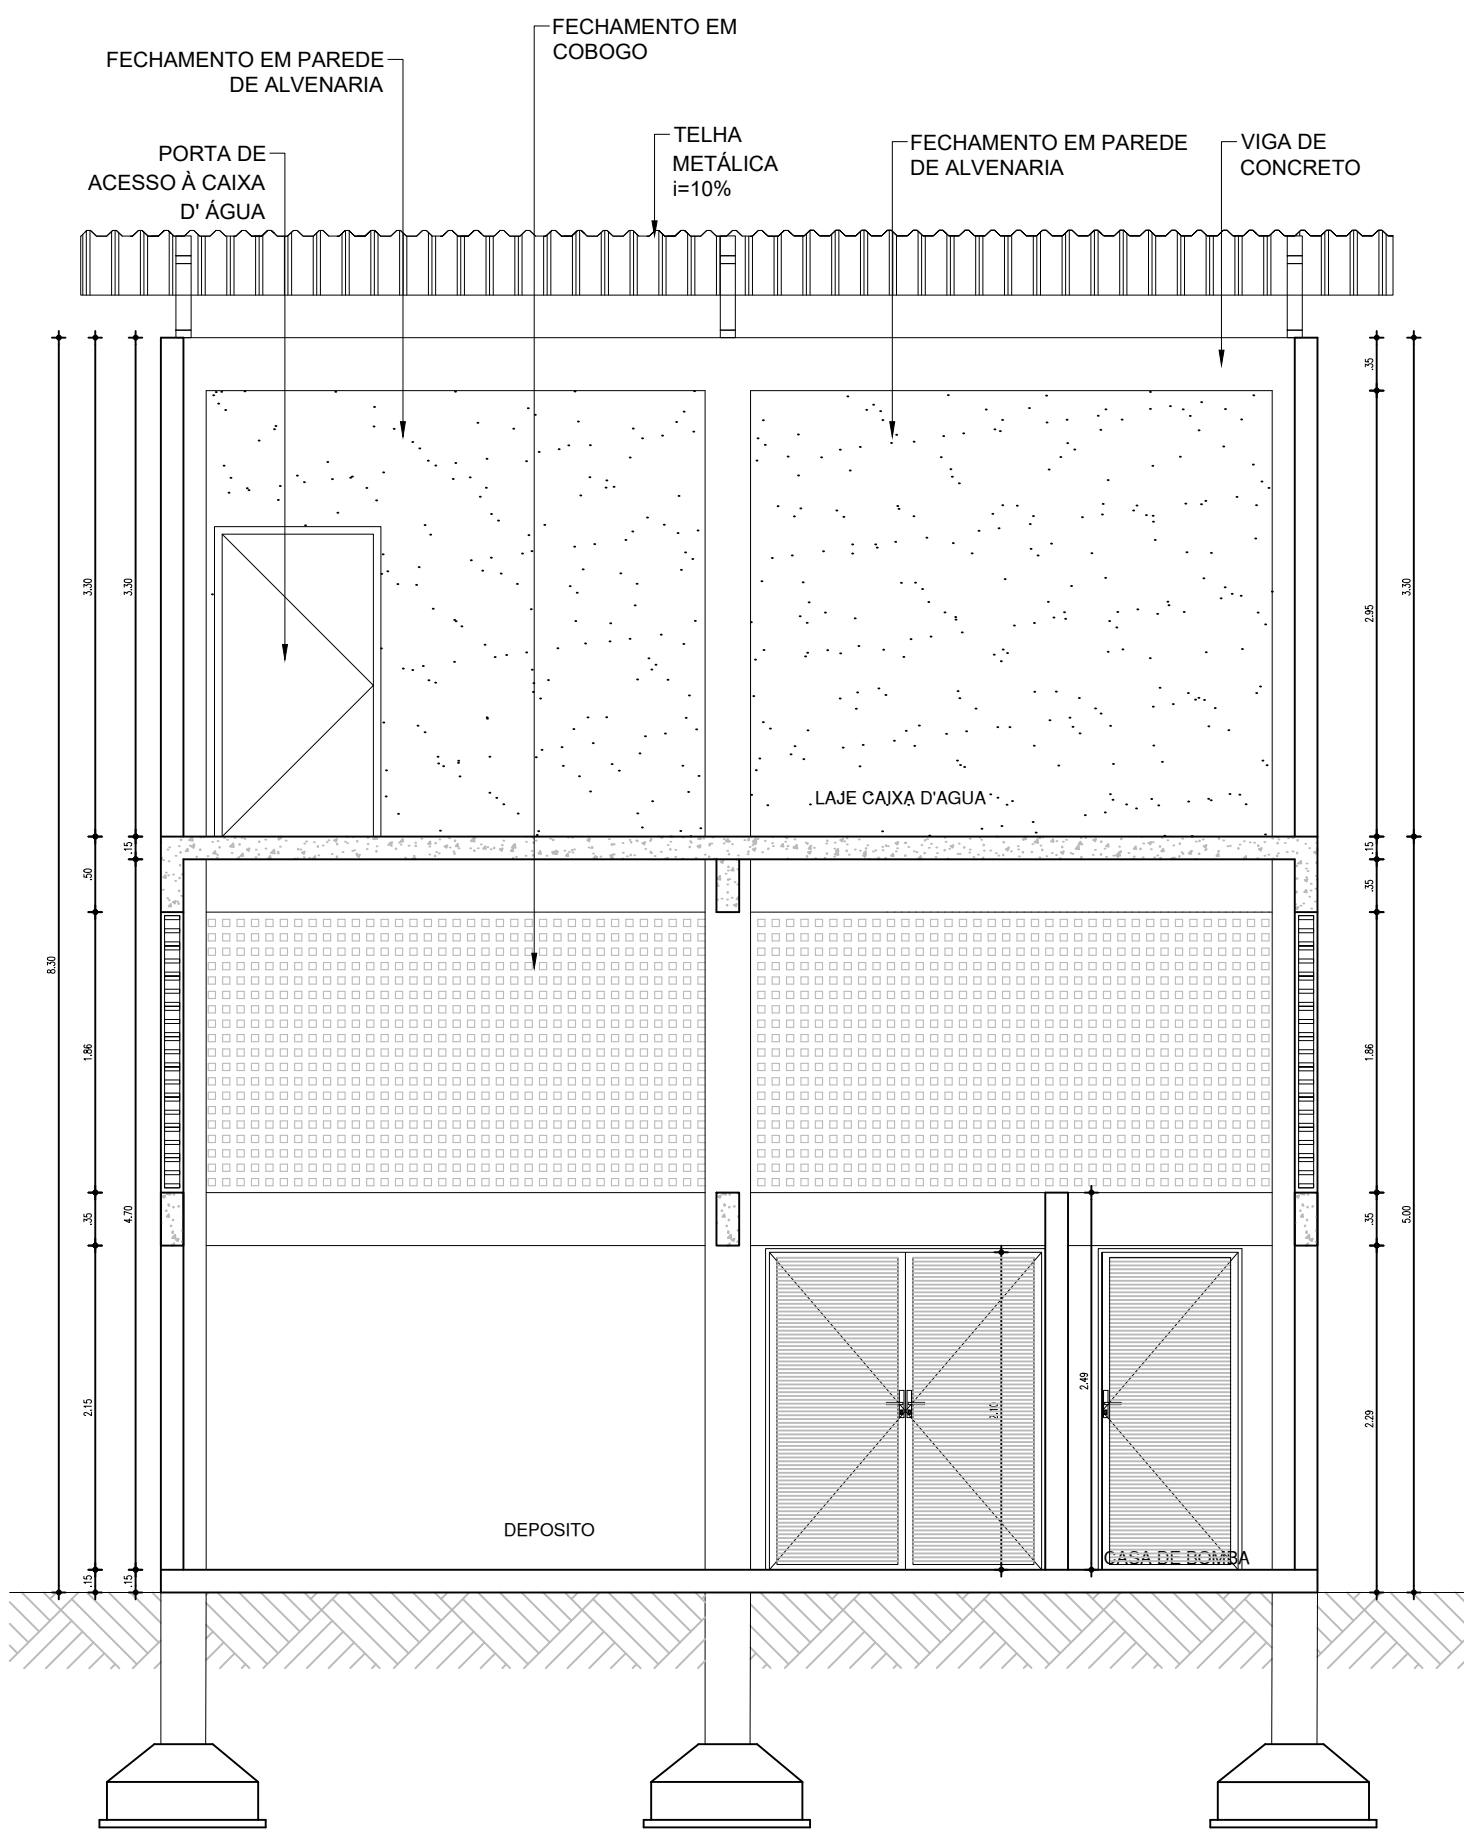 FECHAMENTO EM
COBOGO
FECHAMENTO EM PAREDE
DE ALVENARIA
TELHA
METÁLICA
i=10%
FECHAMENTO EM PAREDE
DE ALVENARIA
VIGA DE
CONCRETO
PORTA DE
ACESSO À CAIXA
D' ÁGUA
.35
3.30
3.30
2.95
3.30
LAJE CAIXA D'AGUA
.15
.50
.15
.35
8.30
1.86
1.86
.35
4.70
.35
5.00
2.15
2.10
2.49
2.29
DEPOSITO
CASA DE BOMBA
.15
.15